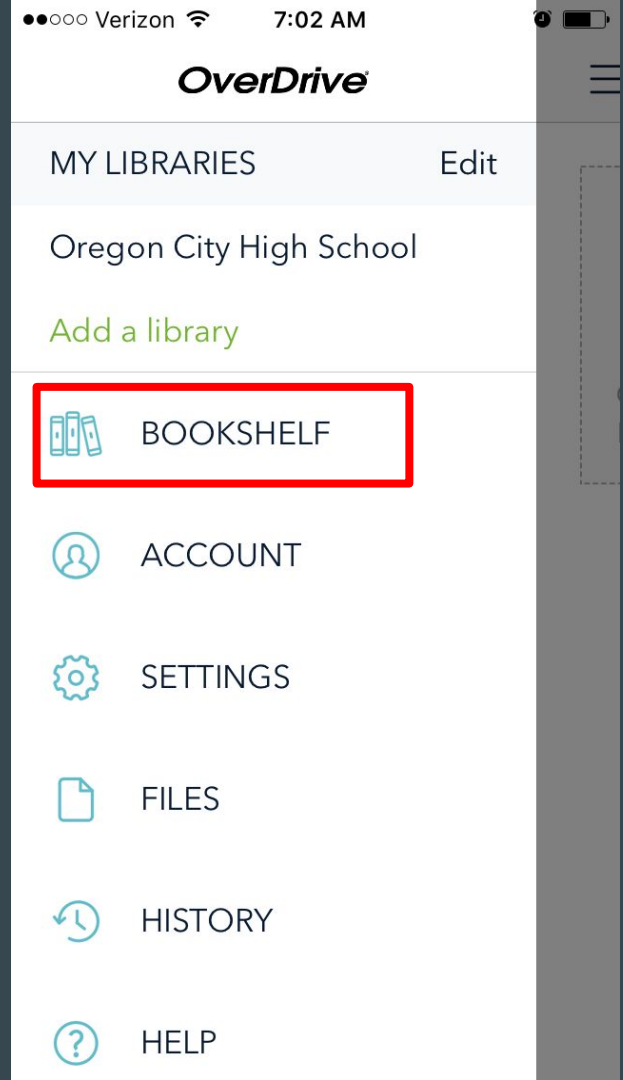 Verizon 7:02 AM
OverDrive
MY LIBRARIES Edit
Oregon City High School
Add a library
BOOKSHELF
ACCOUNT
SETTINGS
FILES
HISTORY
? HELP